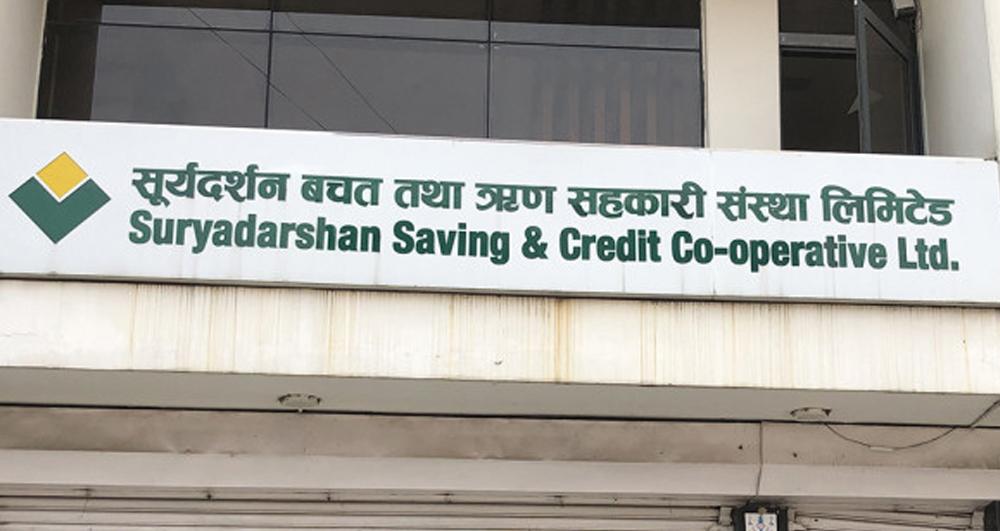 सूर्यदर्शन बचत तथा ऋण सहकारी संस्था लिमिटेड
Suryadarshan Saving & Credit Co-operative Ltd.